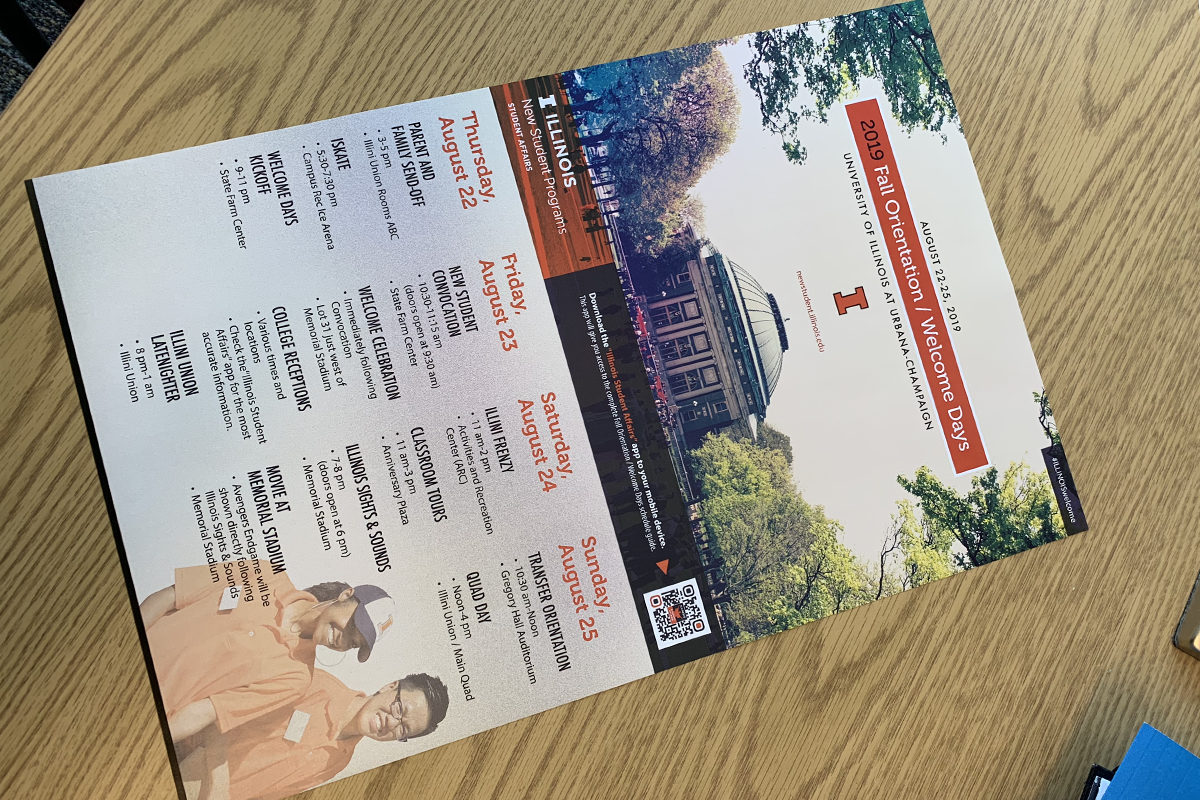 AUGUST 22-25, 2019
2019 Fall Orientation / Welcome Days
UNIVERSITY OF ILLINOIS AT URBANA-CHAMPAIGN
I
newstudent.illinois.edu
#ILLINOISwelcome
I ILLINOIS
New Student Programs
STUDENT AFFAIRS
Download the "Illinois Student Affairs" app to your mobile device.
This app will give you access to the complete Fall Orientation / Welcome Days schedule guide.
Thursday,
August 22
PARENT AND
FAMILY SEND-OFF
• 3-5 pm
• Illini Union Rooms ABC
ISKATE
• 5:30-7:30 pm
• Campus Rec Ice Arena
WELCOME DAYS
KICKOFF
• 9-11 pm
• State Farm Center
Friday,
August 23
NEW STUDENT
CONVOCATION
• 10:30-11:15 am
(doors open at 9:30 am)
• State Farm Center
WELCOME CELEBRATION
• Immediately following
Convocation
• Lot 31 just west of
Memorial Stadium
COLLEGE RECEPTIONS
• Various times and
locations
• Check the "Illinois Student
Affairs" app for the most
accurate information.
ILLINI UNION
LATENIGHTER
• 8 pm-1 am
• Illini Union
Saturday,
August 24
ILLINI FRENZY
• 11 am-2 pm
• Activities and Recreation
Center (ARC)
CLASSROOM TOURS
• 11 am-3 pm
• Anniversary Plaza
ILLINOIS SIGHTS & SOUNDS
• 7-8 pm
(doors open at 6 pm)
• Memorial Stadium
MOVIE AT
MEMORIAL STADIUM
• Avengers Endgame will be
shown directly following
Illinois Sights & Sounds
• Memorial Stadium
Sunday,
August 25
TRANSFER ORIENTATION
• 10:30 am-Noon
• Gregory Hall Auditorium
QUAD DAY
• Noon-4 pm
• Illini Union / Main Quad